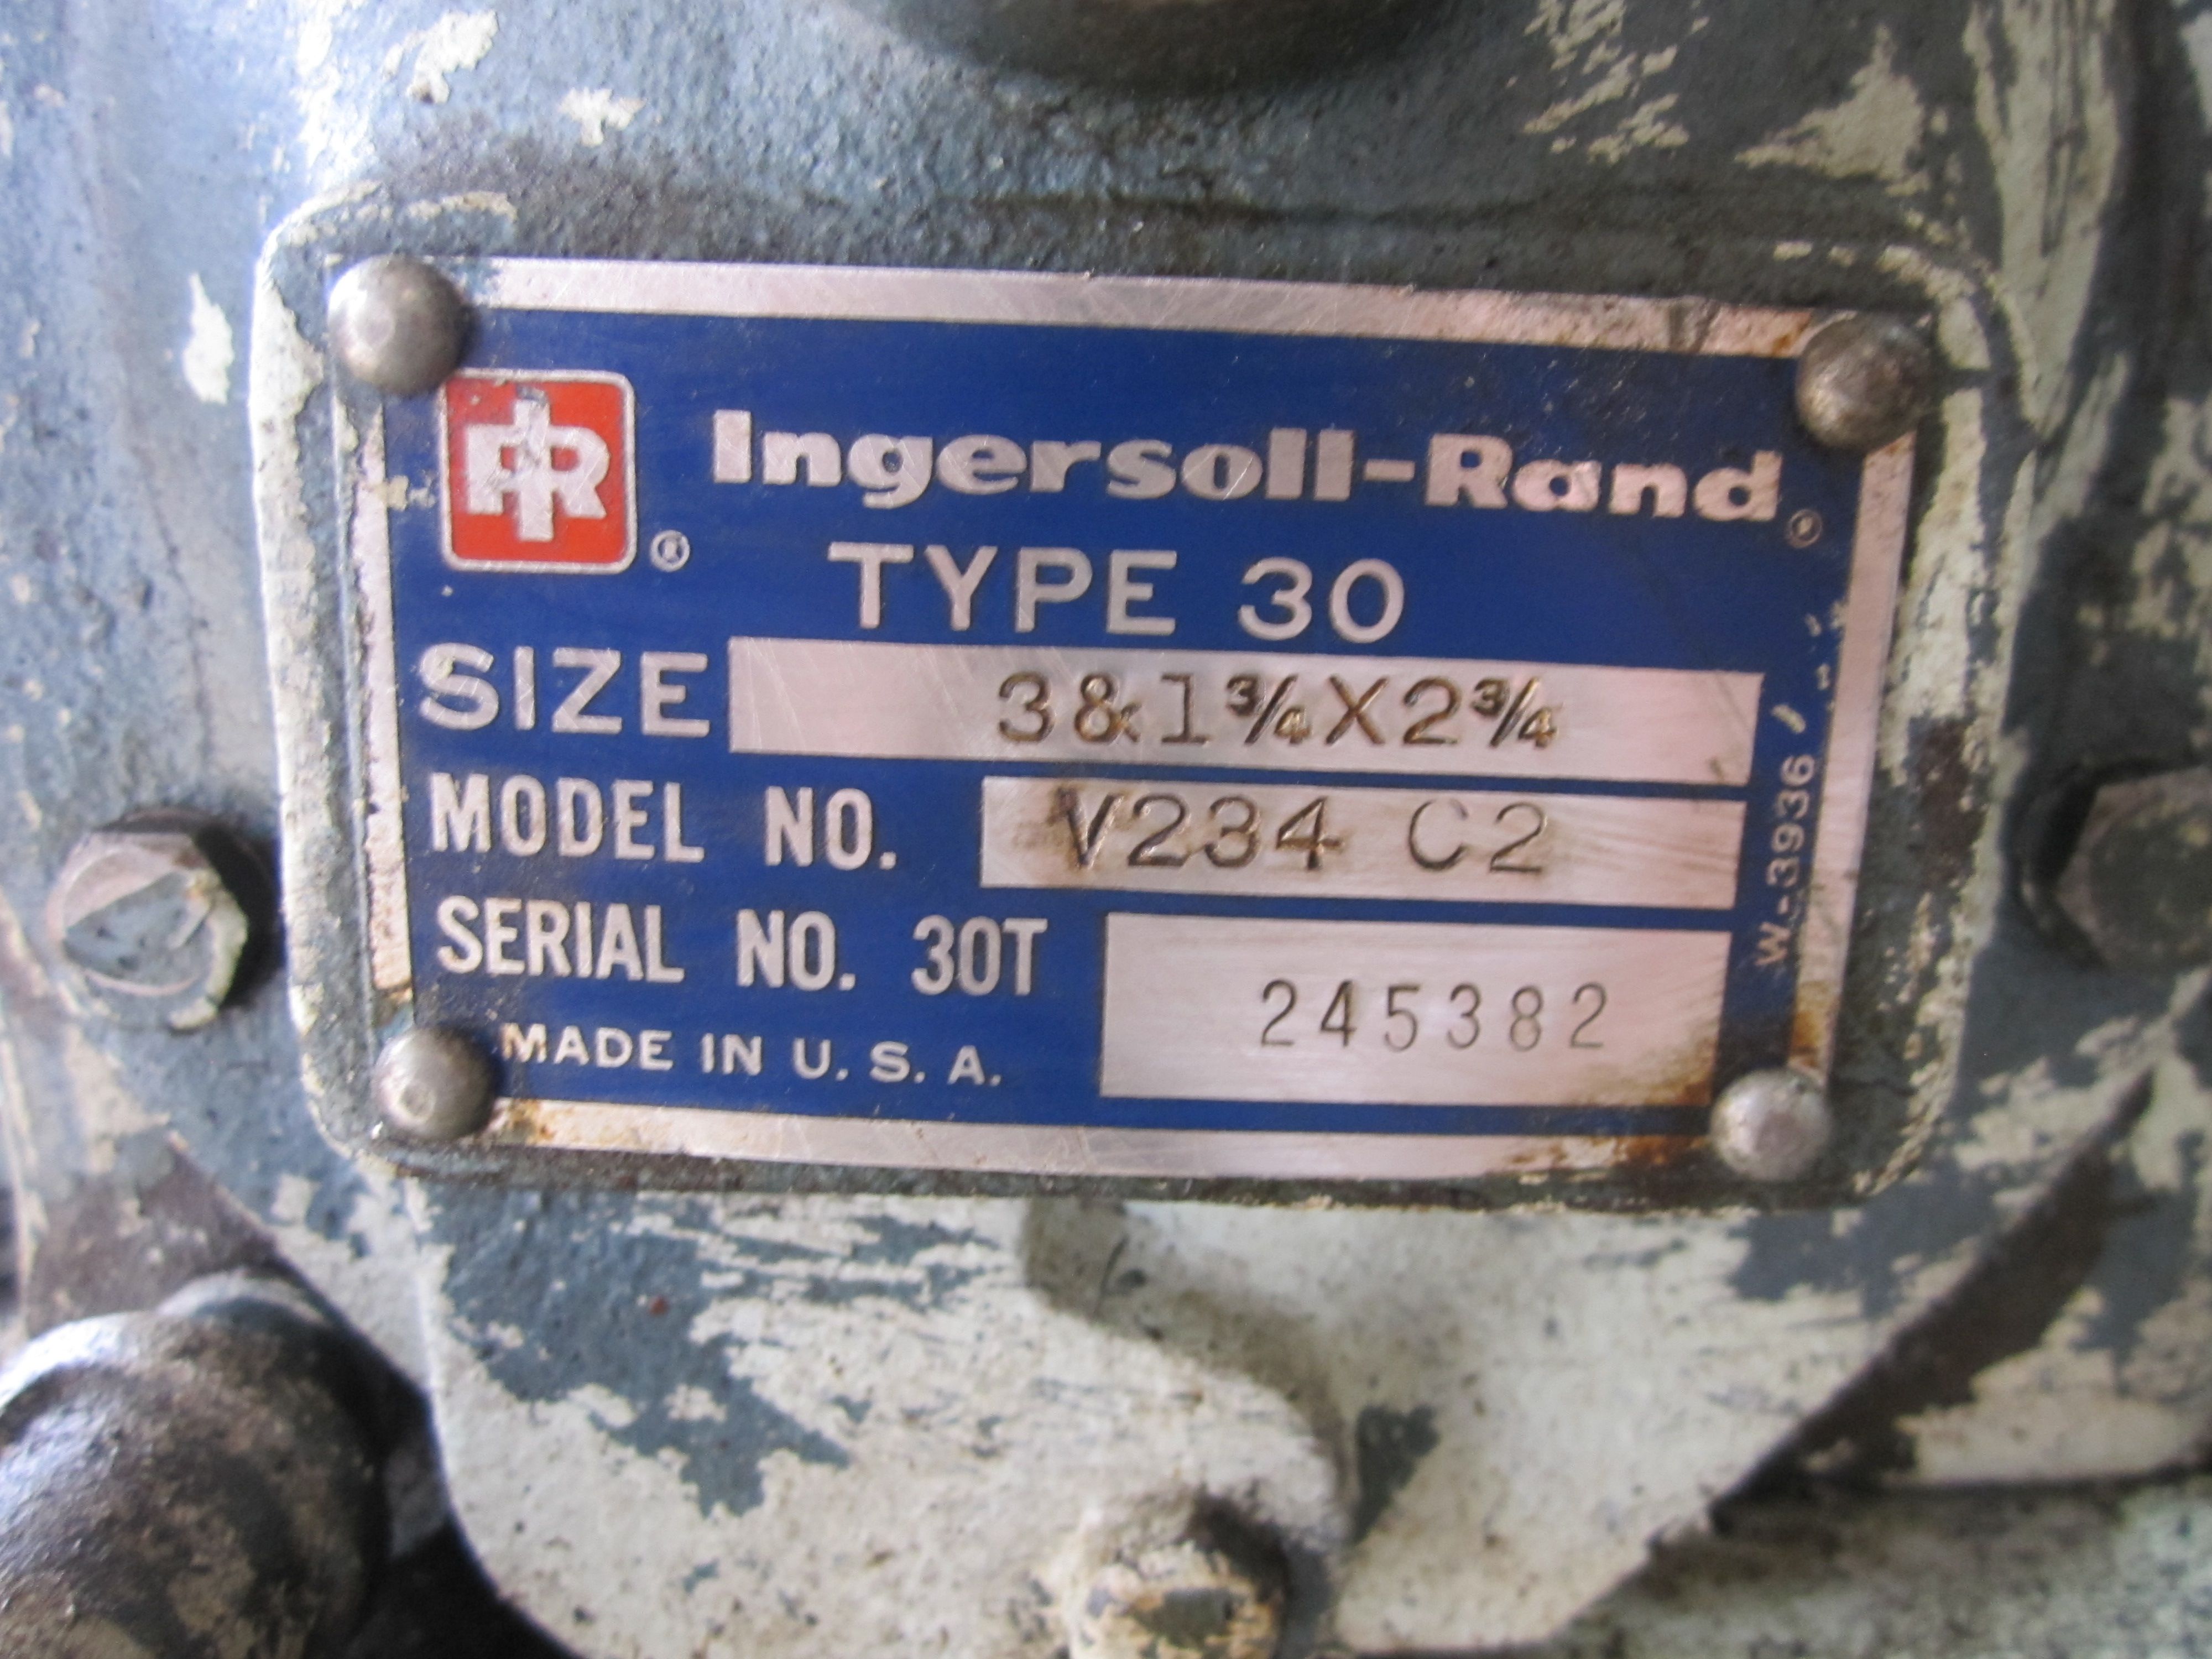 IR ®
Ingersoll-Rand®
TYPE 30
SIZE 3&1¾X2¾
MODEL NO. V234 C2
SERIAL NO. 30T 245382
MADE IN U. S. A.
W-3936